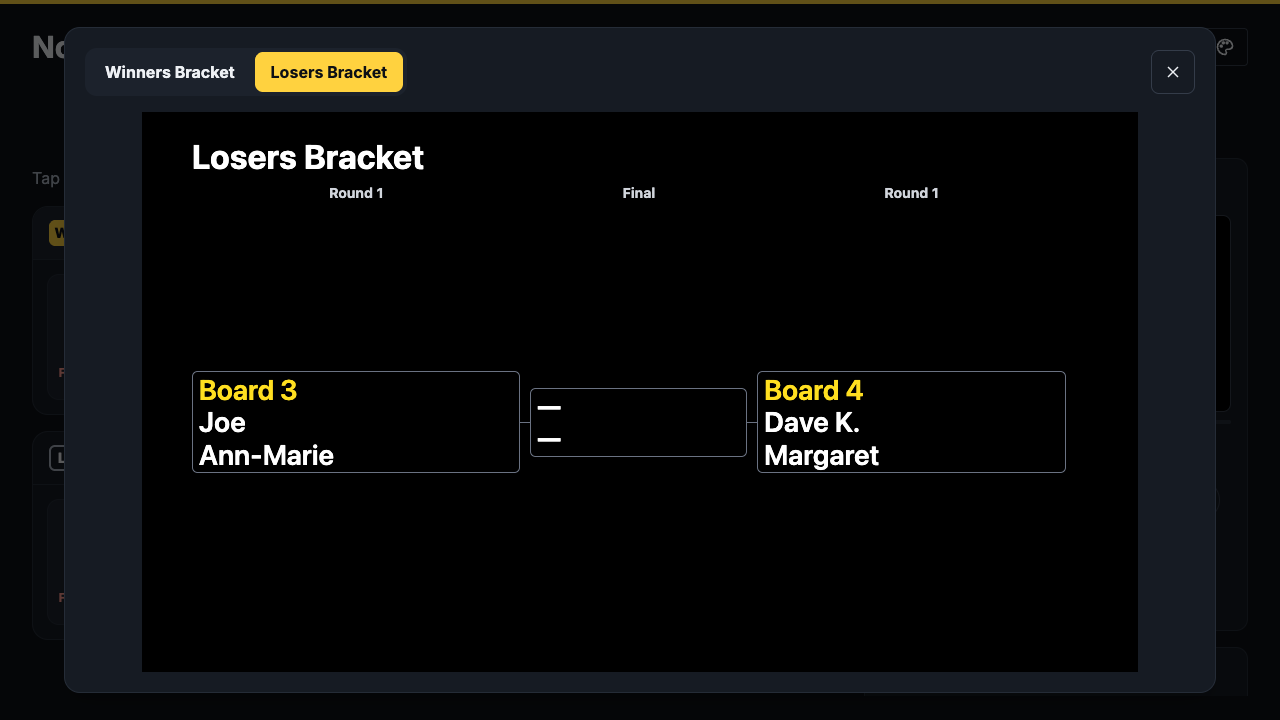 Winners Bracket
Losers Bracket
Tap
Losers Bracket
Round 1
Final
Round 1
Board 3
Joe
Ann-Marie
—
—
Board 4
Dave K.
Margaret